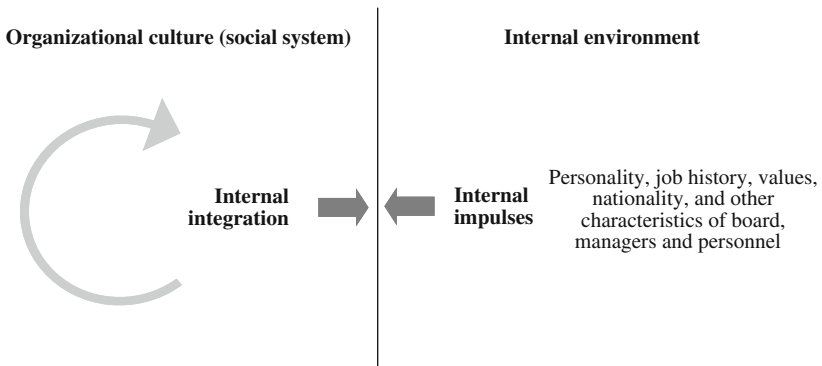 Organizational culture (social system)
Internal environment
Internal
integration
Internal
impulses
Personality, job history, values,
nationality, and other
characteristics of board,
managers and personnel